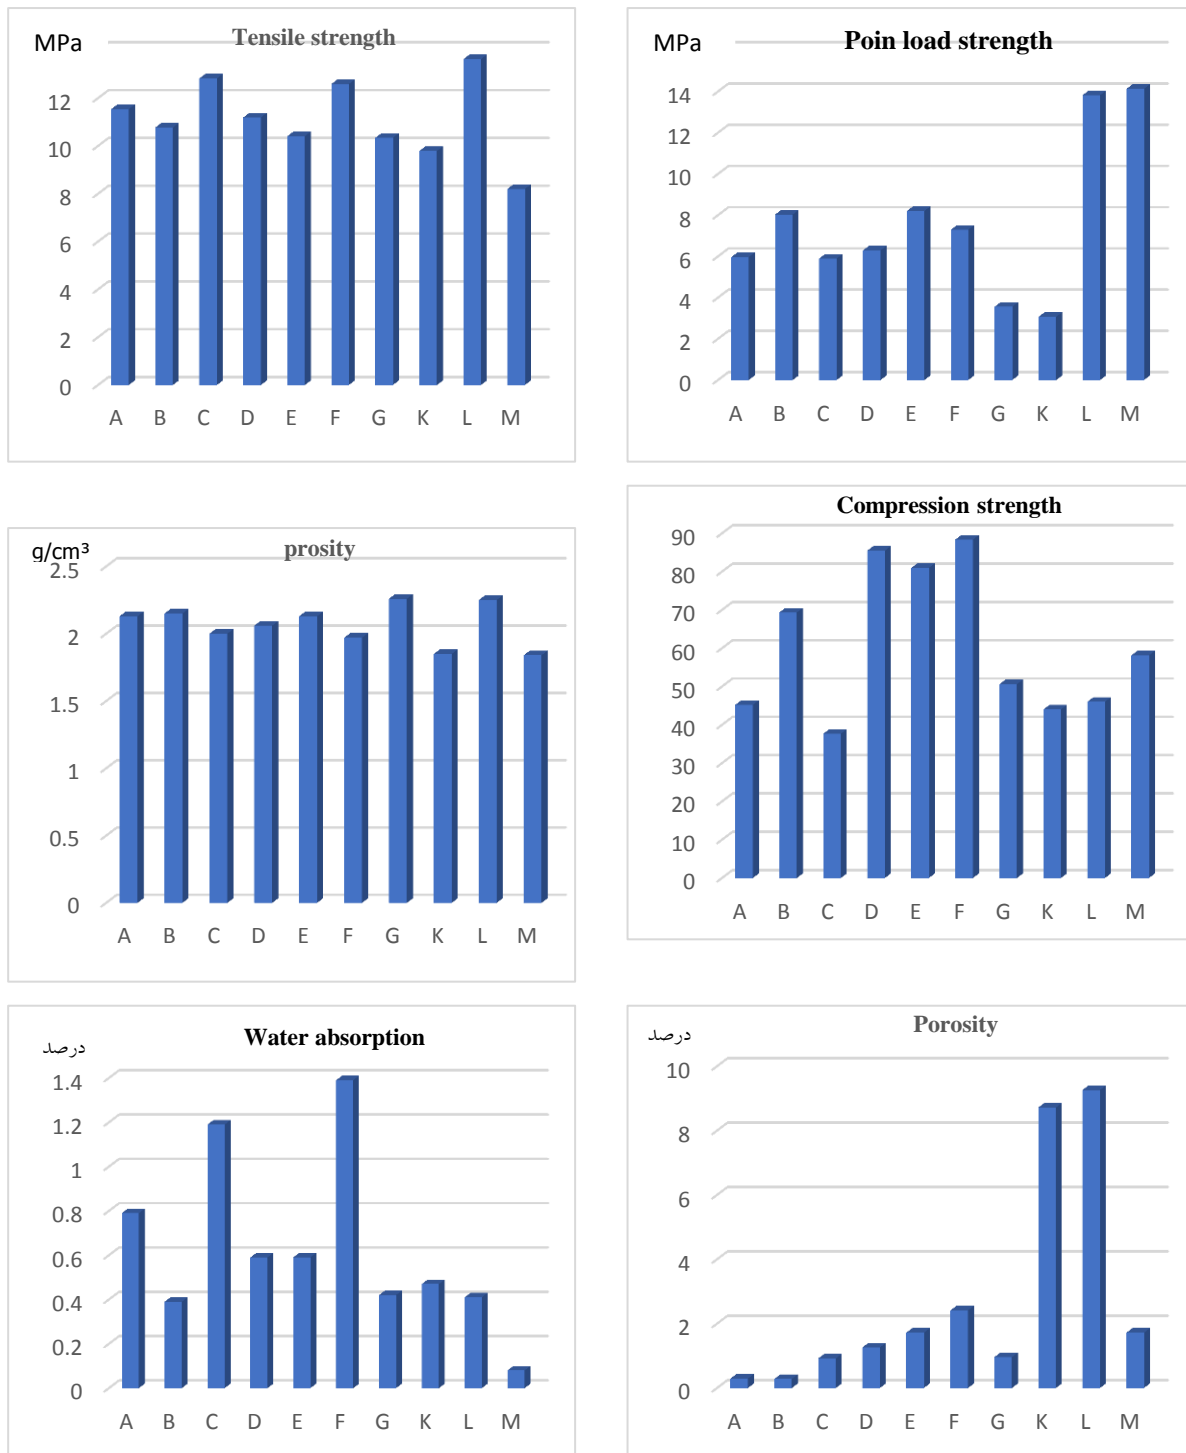 Tensile strength
MPa
12
10
8
6
4
2
0
A B C D E F G K L M
Poin load strength
MPa
14
12
10
8
6
4
2
0
A B C D E F G K L M
prosity
g/cm³
2.5
2
1.5
1
0.5
0
A B C D E F G K L M
Compression strength
90
80
70
60
50
40
30
20
10
0
A B C D E F G K L M
Water absorption
درصد
1.4
1.2
1
0.8
0.6
0.4
0.2
0
A B C D E F G K L M
Porosity
درصد
10
8
6
4
2
0
A B C D E F G K L M